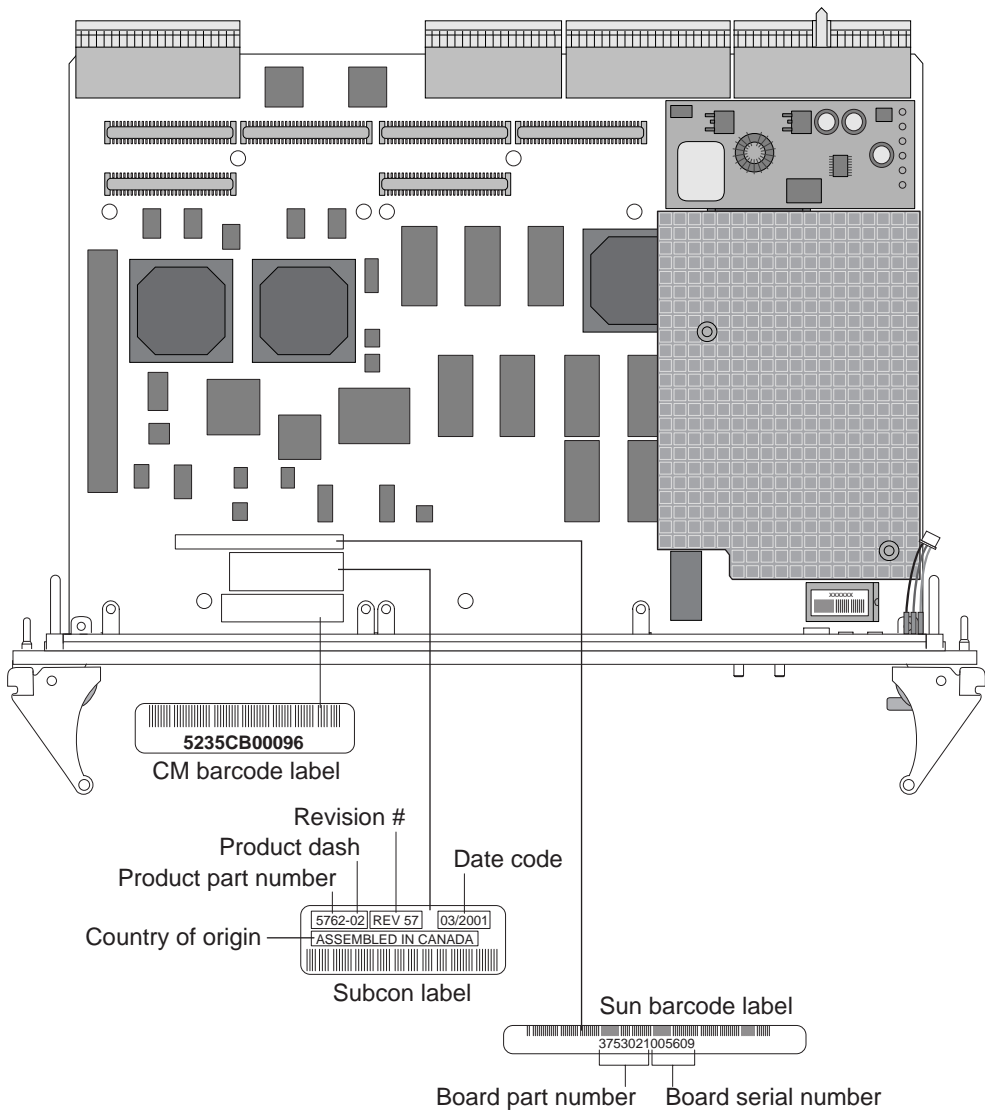 XXXXXX
5235CB00096
CM barcode label
Revision #
Product dash
Date code
Product part number
5762-02 REV 57 03/2001
Country of origin
ASSEMBLED IN CANADA
Subcon label
Sun barcode label
3753021005609
Board part number Board serial number